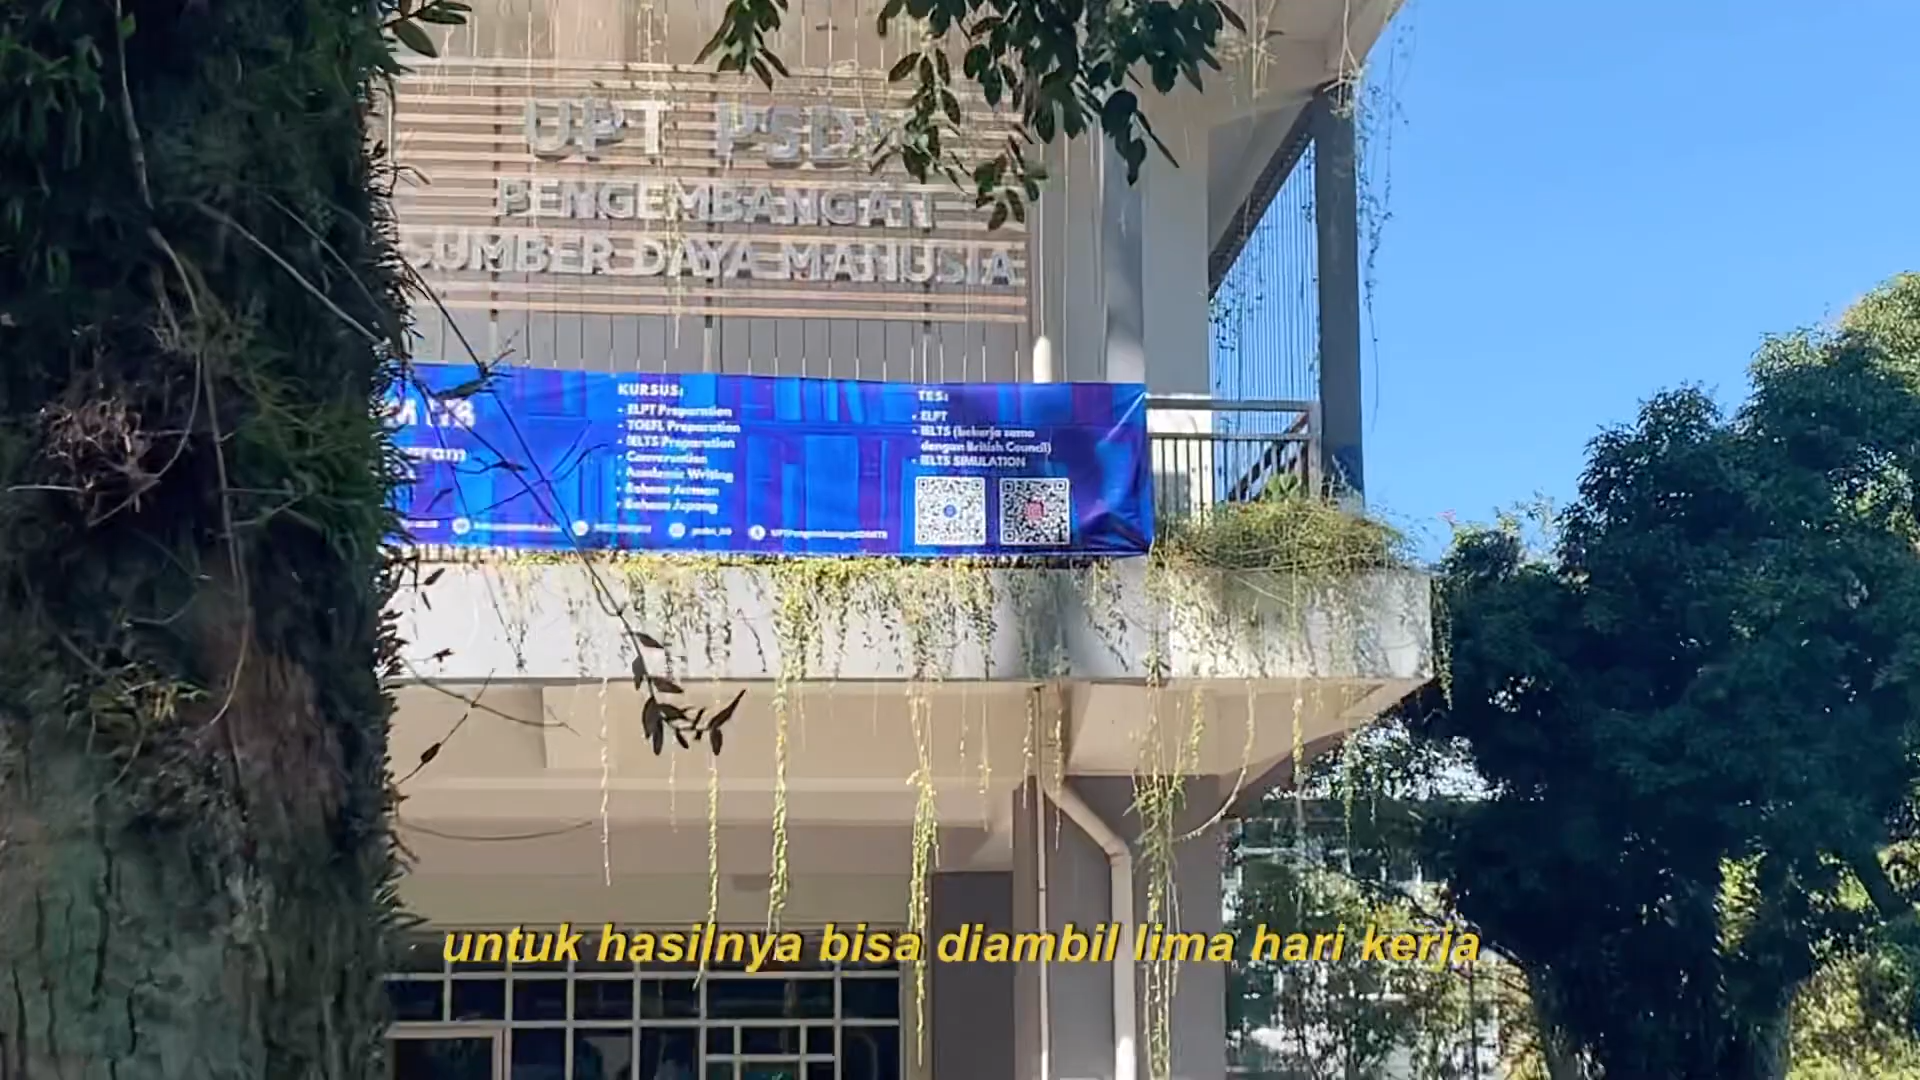 UPT PSD
PENGEMBANGAN
SUMBER DAYA MANUSIA
KURSUS:
• ELPT Preparation
• TOEFL Preparation
• IELTS Preparation
• Conversation
• Academic Writing
• Bahasa Jerman
• Bahasa Jepang
TES:
• ELPT
• IELTS (bekerja sama
dengan British Council)
• IELTS SIMULATION
UPTPengembanganSDMITS
untuk hasilnya bisa diambil lima hari kerja